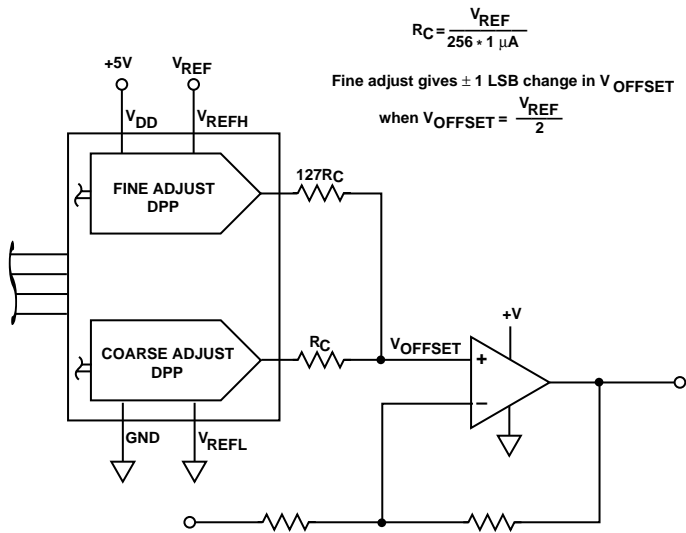 R_C = V_REF / 256 * 1 µA
Fine adjust gives ± 1 LSB change in V_OFFSET
when V_OFFSET = V_REF / 2
+5V
V_REF
V_DD
V_REFH
FINE ADJUST
DPP
127R_C
COARSE ADJUST
DPP
R_C
V_OFFSET
+V
+
−
GND
V_REFL